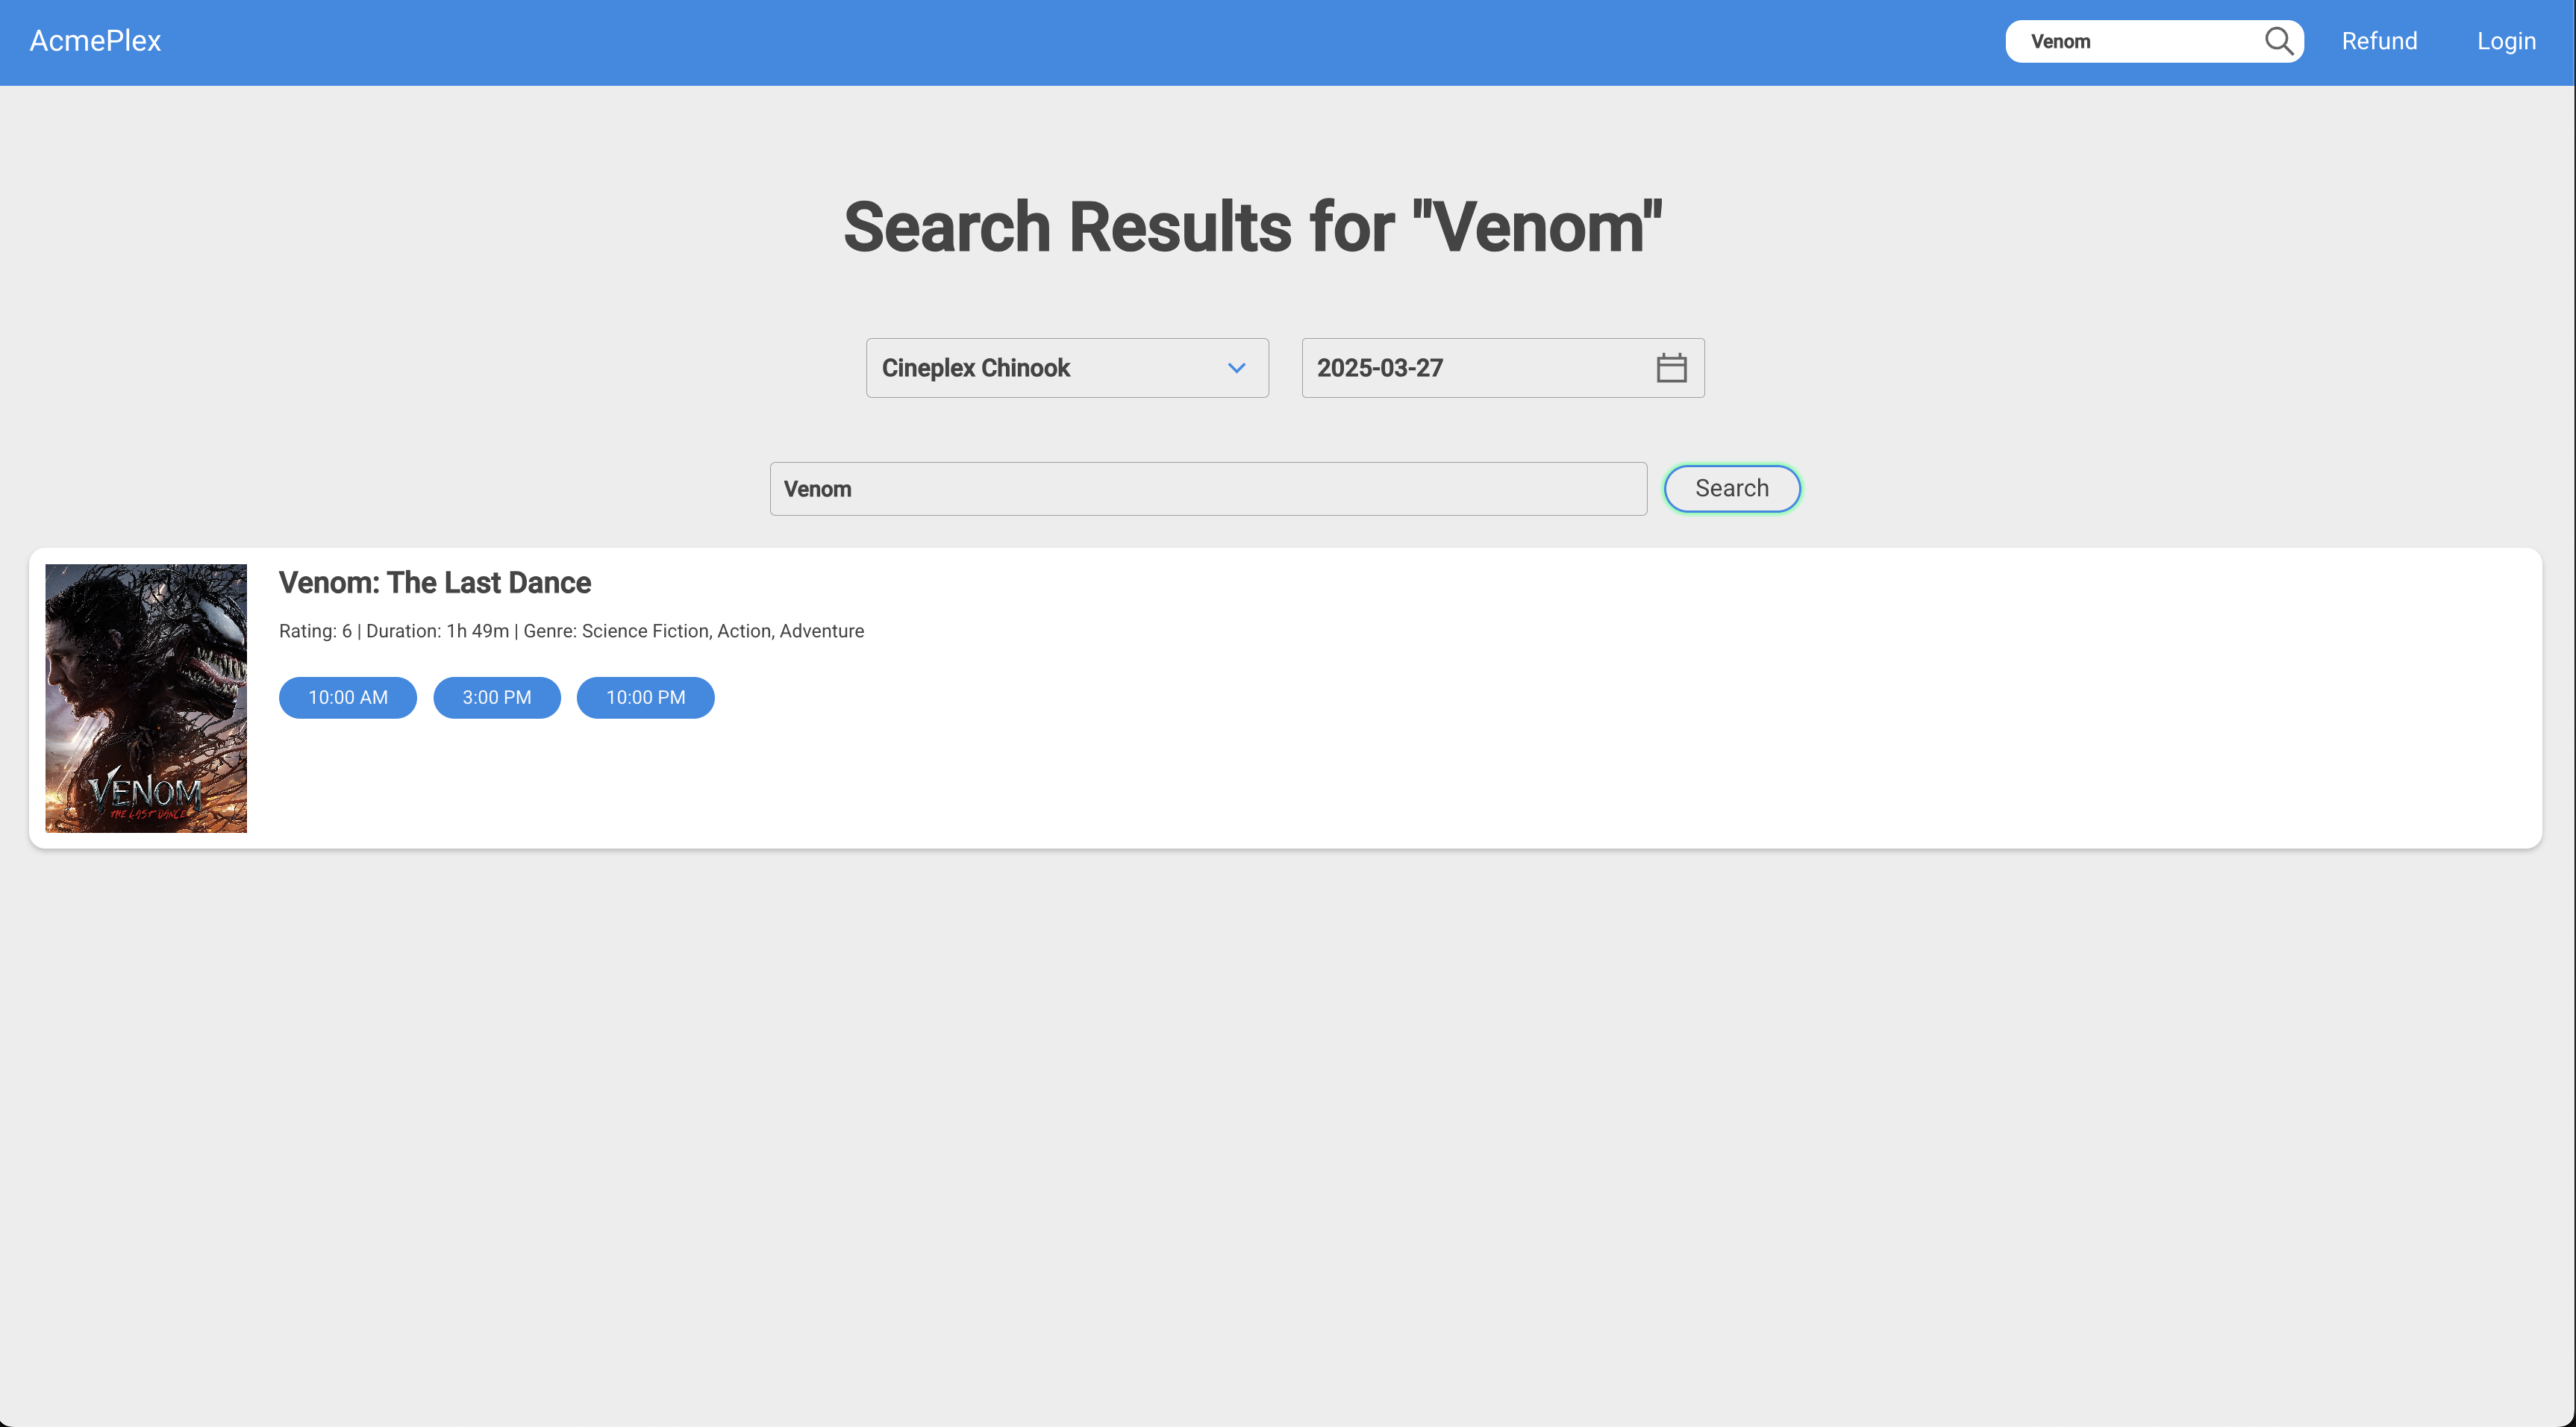 AcmePlex
Venom
Refund
Login
Search Results for "Venom"
Cineplex Chinook
2025-03-27
Venom
Search
Venom: The Last Dance
Rating: 6 | Duration: 1h 49m | Genre: Science Fiction, Action, Adventure
10:00 AM
3:00 PM
10:00 PM
VENOM
THE LAST DANCE